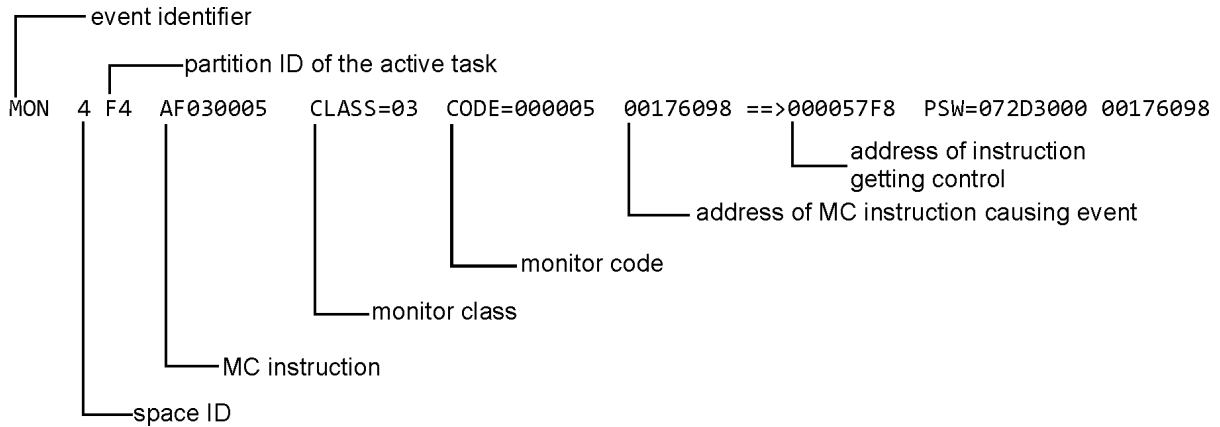 event identifier
partition ID of the active task
MON 4 F4 AF030005 CLASS=03 CODE=000005 00176098 ==>000057F8 PSW=072D3000 00176098
address of instruction
getting control
address of MC instruction causing event
monitor code
monitor class
MC instruction
space ID